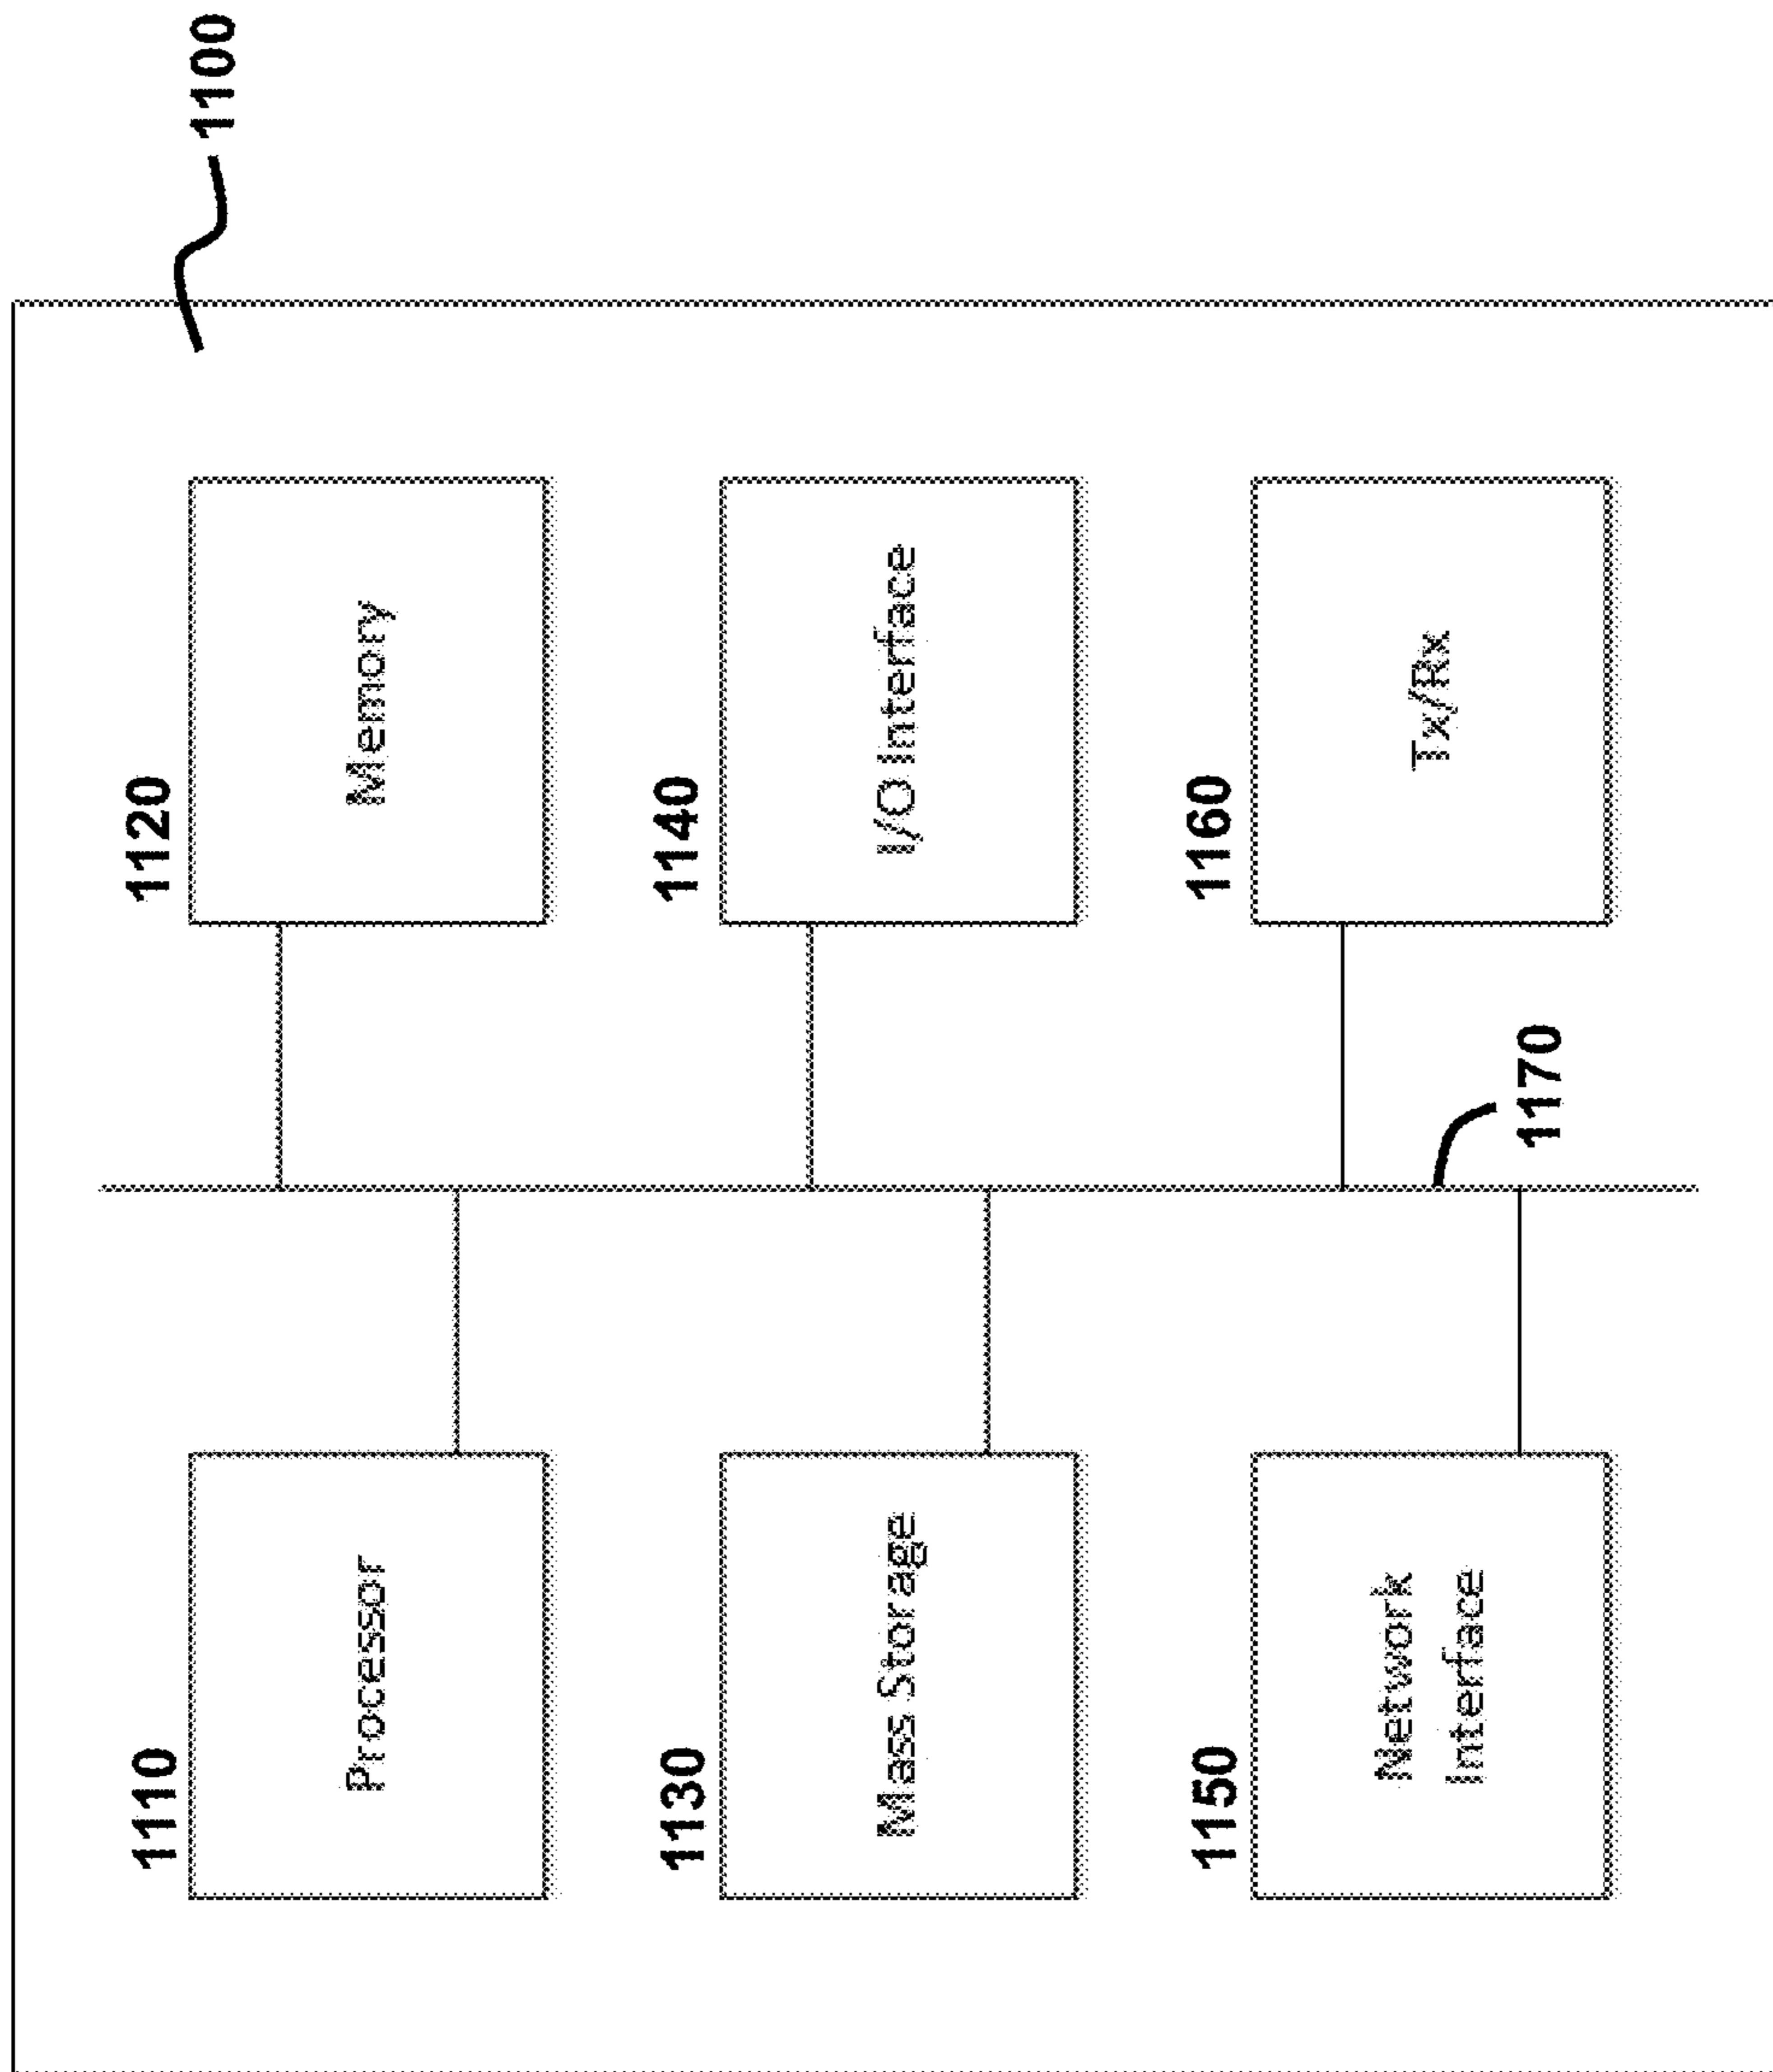 1100
1110
Processor
1120
Memory
1130
Mass Storage
1140
I/O Interface
1150
Network
Interface
1160
Tx/Rx
1170